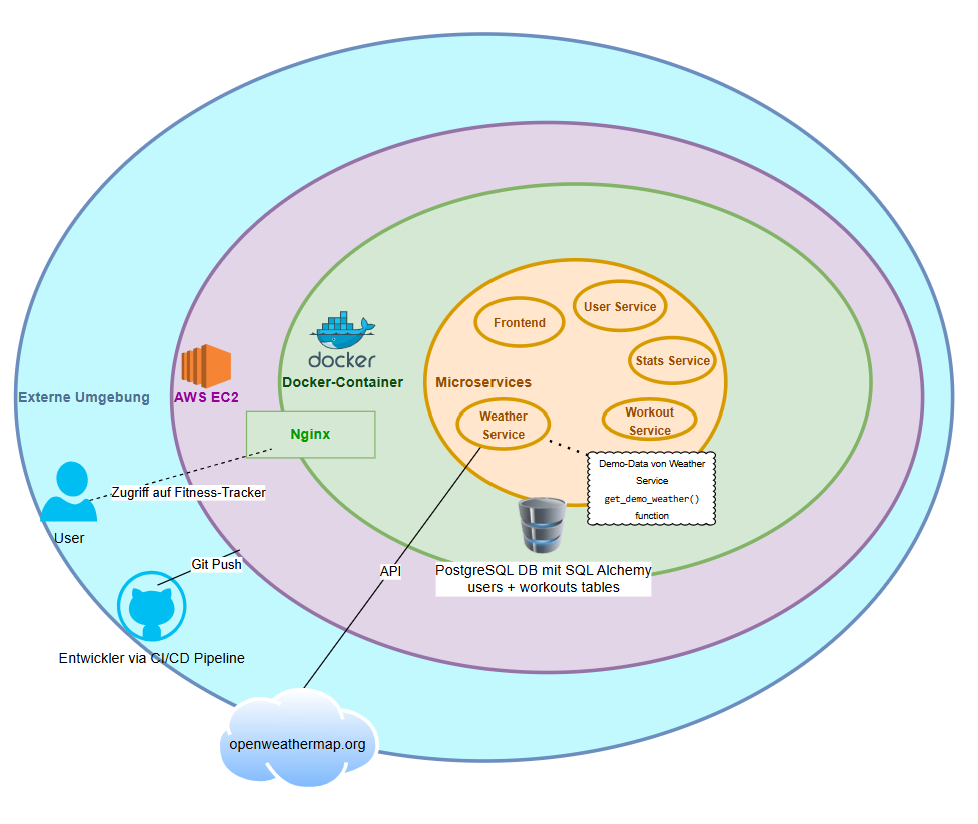 User Service
Frontend
Stats Service
docker
Docker-Container
Microservices
Externe Umgebung
AWS EC2
Weather
Service
Workout
Service
Nginx
Demo-Data von Weather
Service
get_demo_weather()
function
Zugriff auf Fitness-Tracker
User
Git Push
API
PostgreSQL DB mit SQL Alchemy
users + workouts tables
Entwickler via CI/CD Pipeline
openweathermap.org